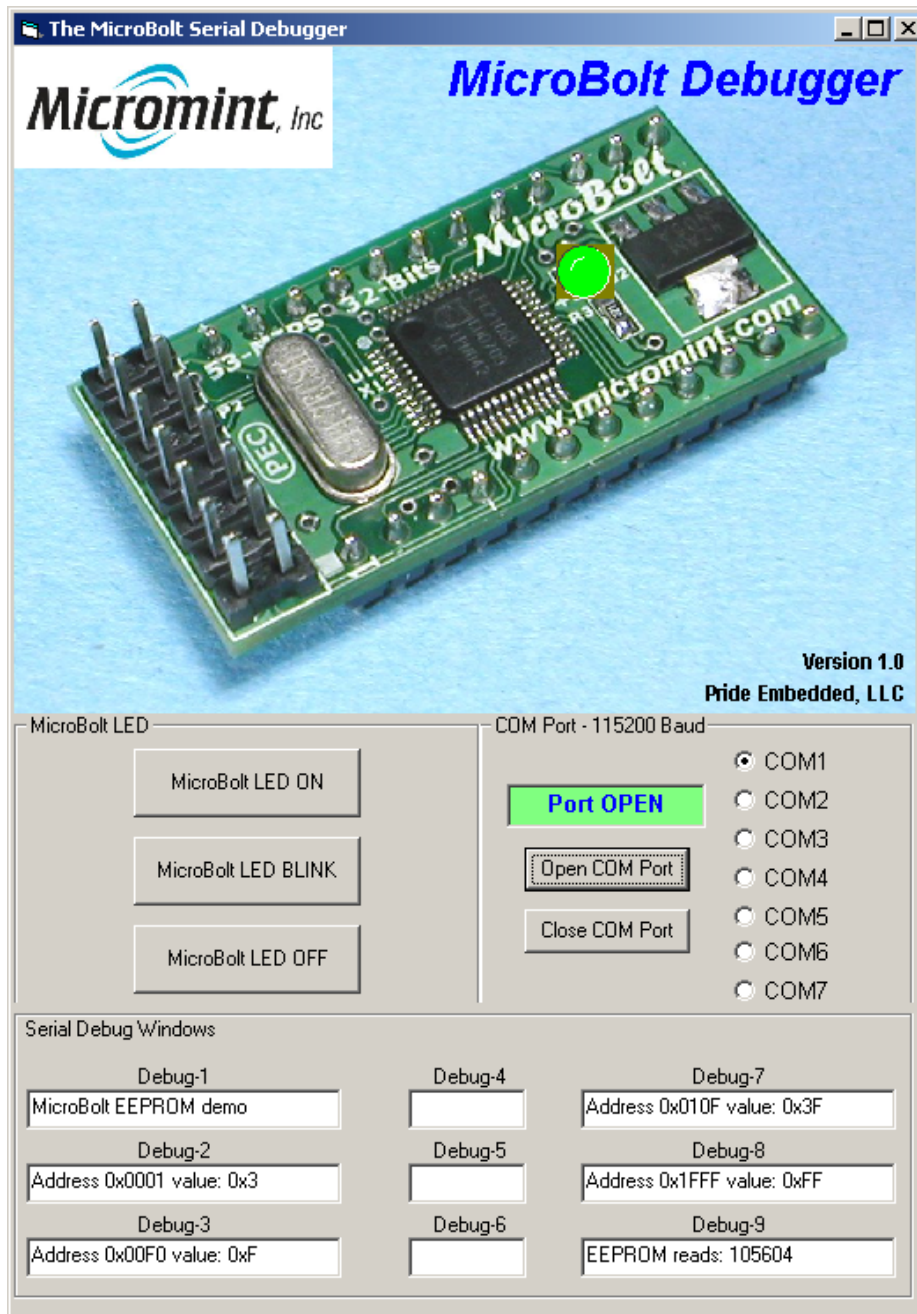 The MicroBolt Serial Debugger
Micromint, Inc
MicroBolt Debugger
MicroBolt
53-MIPS 32-Bits
R3
PEC
www.micromint.com
Version 1.0
Pride Embedded, LLC
MicroBolt LED
MicroBolt LED ON
MicroBolt LED BLINK
MicroBolt LED OFF
COM Port - 115200 Baud
Port OPEN
Open COM Port
Close COM Port
COM1
COM2
COM3
COM4
COM5
COM6
COM7
Serial Debug Windows
Debug-1
MicroBolt EEPROM demo
Debug-2
Address 0x0001 value: 0x3
Debug-3
Address 0x00F0 value: 0xF
Debug-4
Debug-5
Debug-6
Debug-7
Address 0x010F value: 0x3F
Debug-8
Address 0x1FFF value: 0xFF
Debug-9
EEPROM reads: 105604